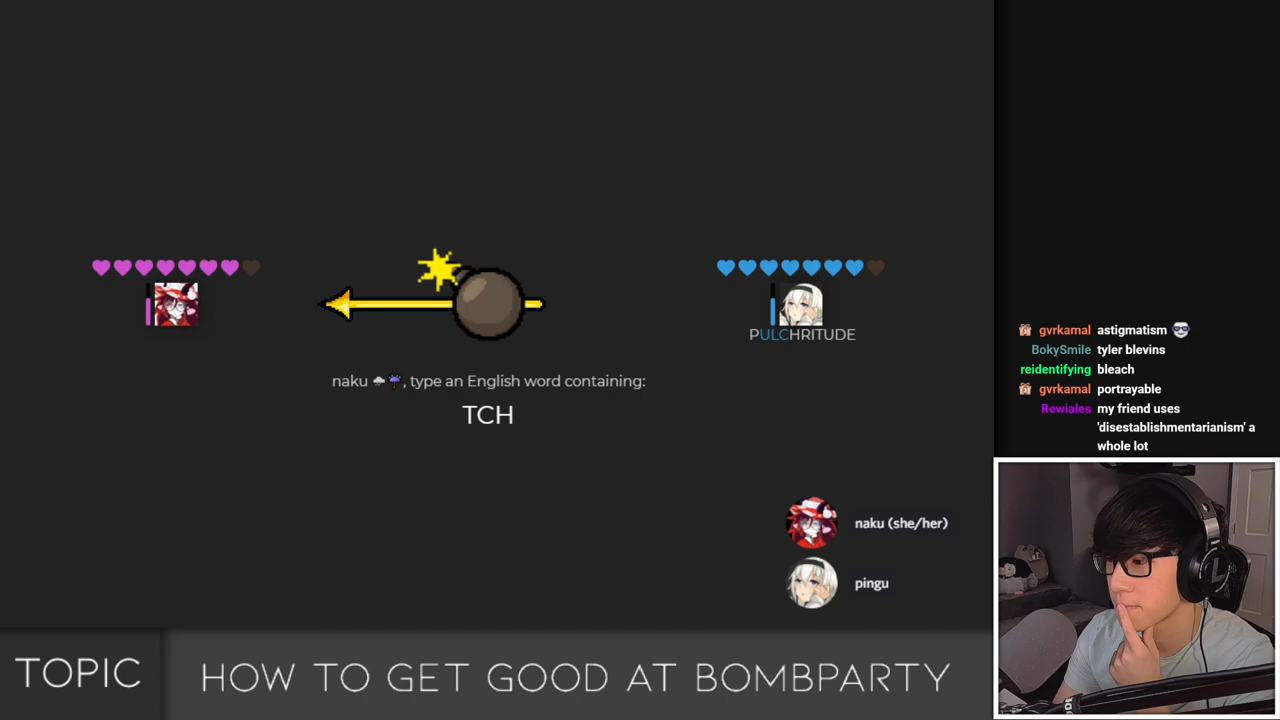 PULCHRITUDE
naku 🌧️☔, type an English word containing:
TCH
gvrkamal astigmatism
BokySmile tyler blevins
reidentifying bleach
gvrkamal portrayable
Rewiales my friend uses
'disestablishmentarianism' a
whole lot
naku (she/her)
pingu
TOPIC HOW TO GET GOOD AT BOMBPARTY